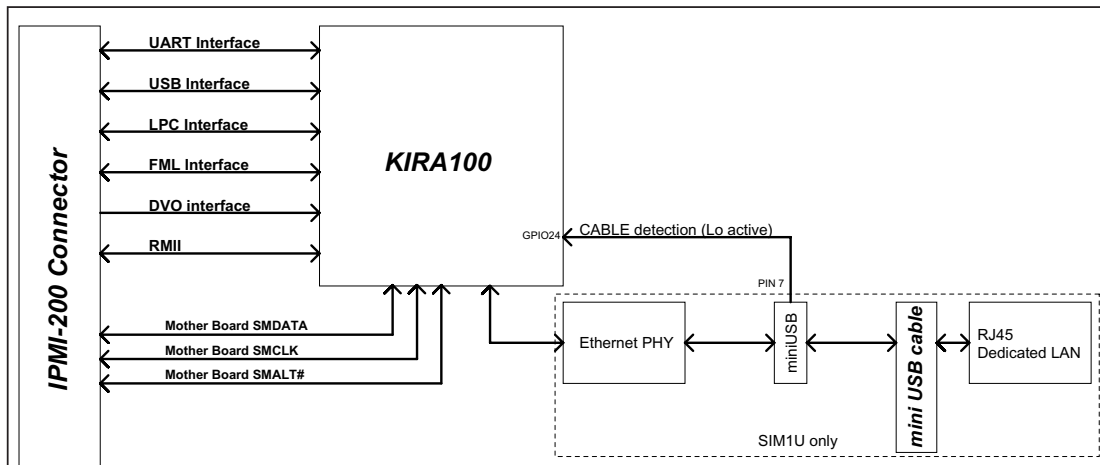 IPMI-200 Connector
UART Interface
USB Interface
LPC Interface
FML Interface
DVO interface
RMII
KIRA100
GPIO24
CABLE detection (Lo active)
PIN 7
Mother Board SMDATA
Mother Board SMCLK
Mother Board SMALT#
Ethernet PHY
miniUSB
mini USB cable
RJ45
Dedicated LAN
SIM1U only